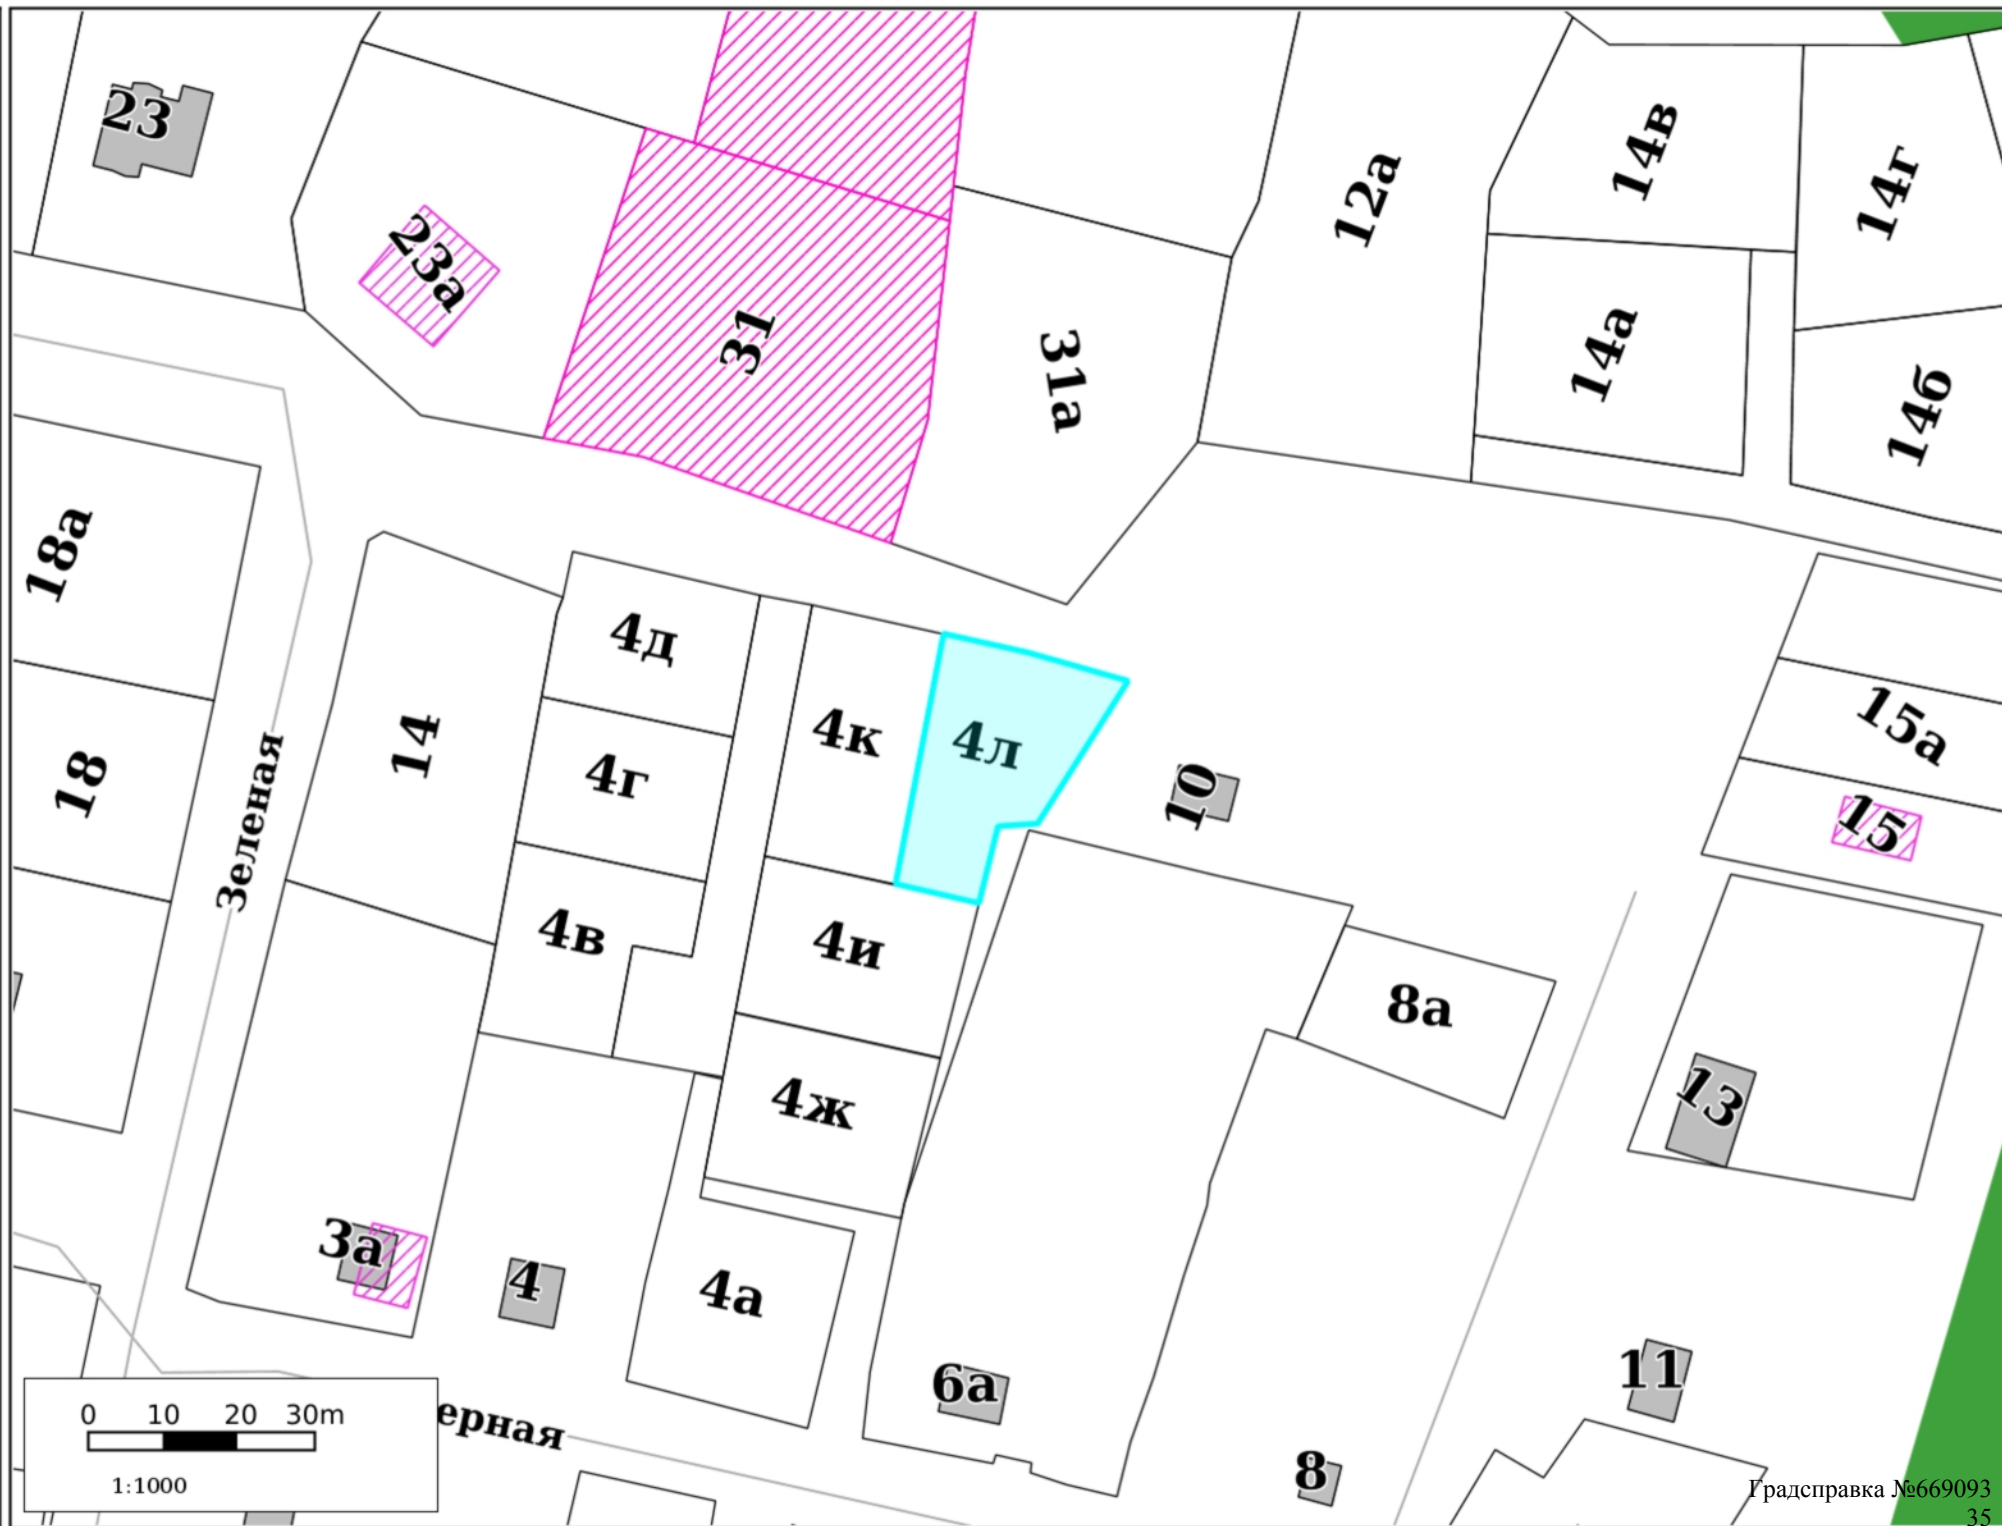 23
23а
31
31а
12а
14в
14г
14а
14б
18а
18
Зеленая
14
4д
4г
4в
4к
4л
4и
4ж
10
15а
15
8а
13
3а
4
4а
6а
8
11
ерная
0 10 20 30m
1:1000
Градсправка №669093
35